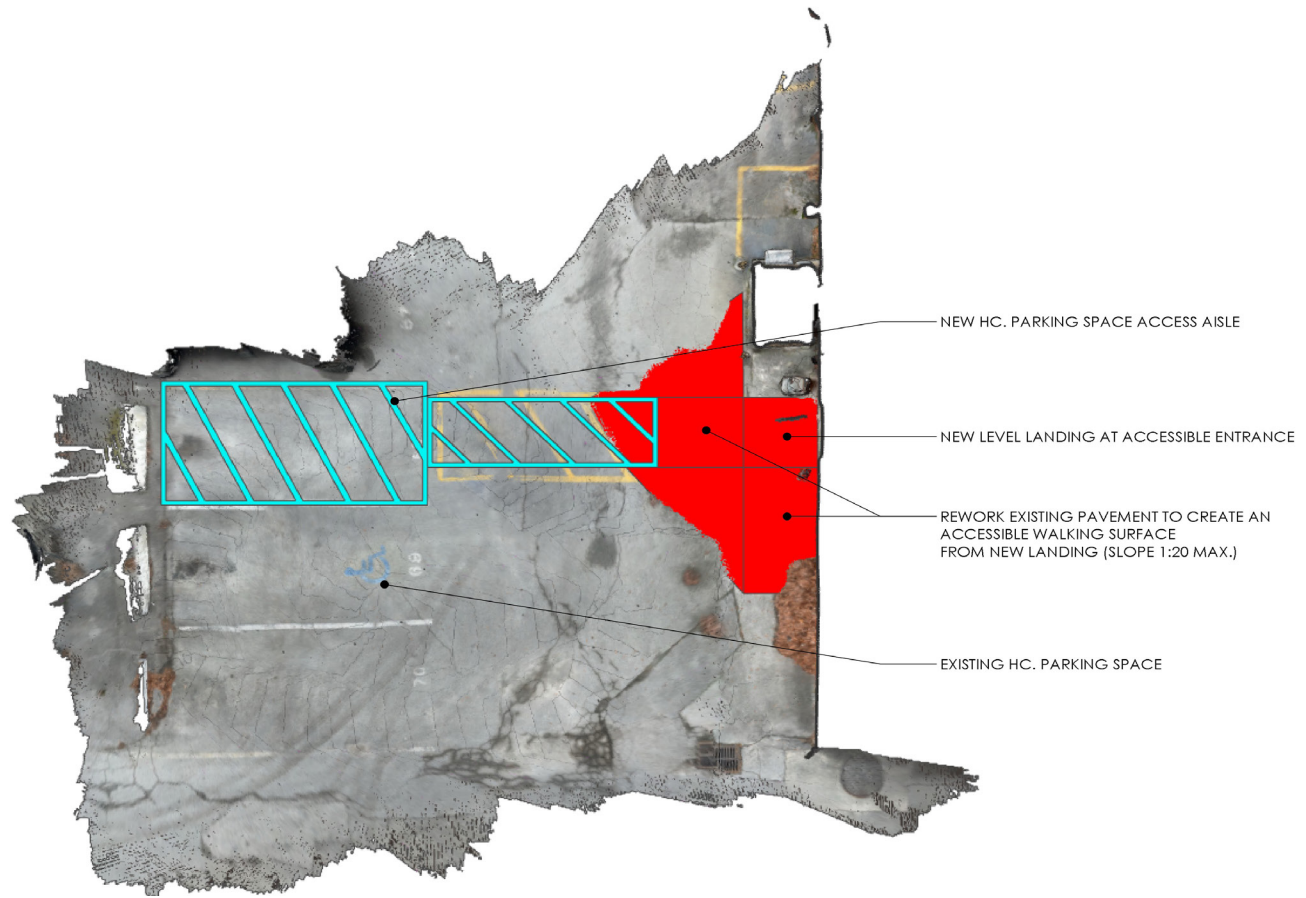 NEW HC. PARKING SPACE ACCESS AISLE
NEW LEVEL LANDING AT ACCESSIBLE ENTRANCE
REWORK EXISTING PAVEMENT TO CREATE AN
ACCESSIBLE WALKING SURFACE
FROM NEW LANDING (SLOPE 1:20 MAX.)
EXISTING HC. PARKING SPACE